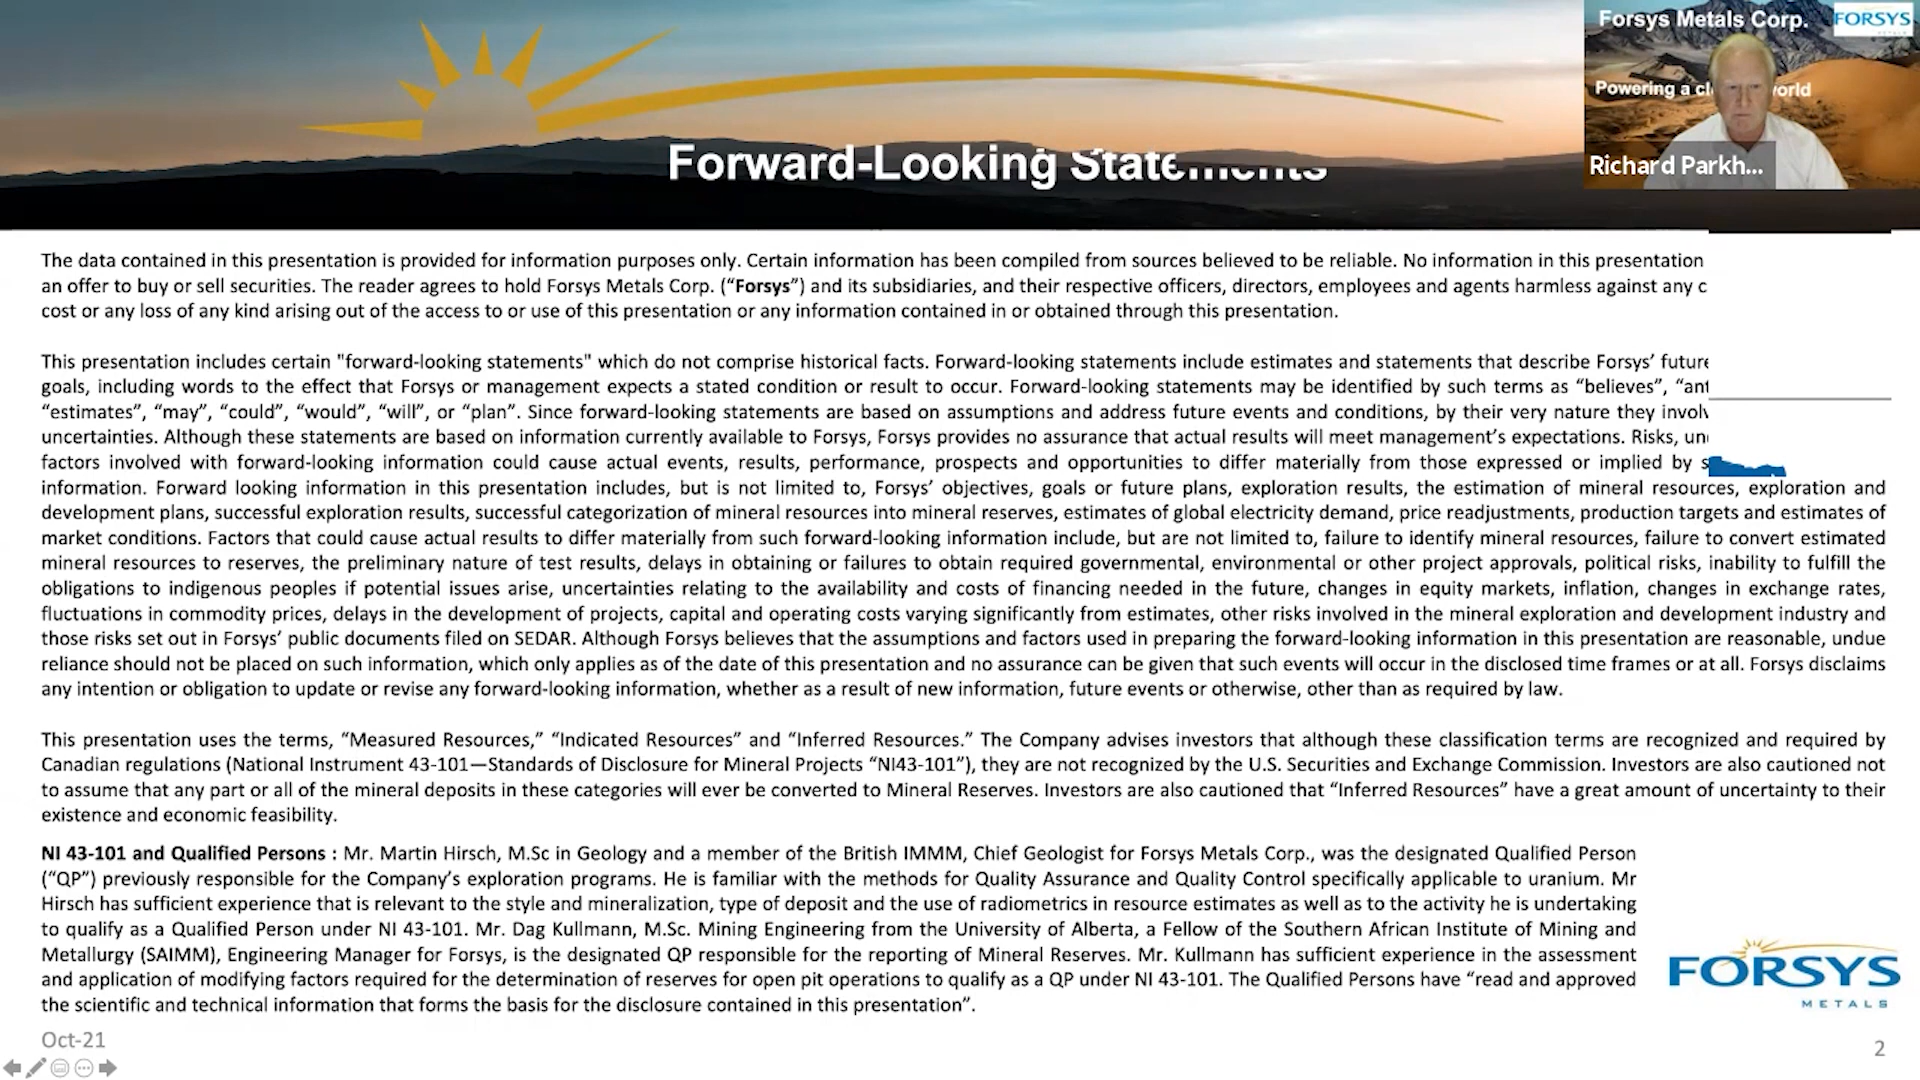 Forsys Metals Corp.
FORSYS
Powering a
Richard Parkh...
Forward-Looking Statements
The data contained in this presentation is provided for information purposes only. Certain information has been compiled from sources believed to be reliable. No information in this presentation
an offer to buy or sell securities. The reader agrees to hold Forsys Metals Corp. (“Forsys”) and its subsidiaries, and their respective officers, directors, employees and agents harmless against any c
cost or any loss of any kind arising out of the access to or use of this presentation or any information contained in or obtained through this presentation.
This presentation includes certain "forward-looking statements" which do not comprise historical facts. Forward-looking statements include estimates and statements that describe Forsys’ future
goals, including words to the effect that Forsys or management expects a stated condition or result to occur. Forward-looking statements may be identified by such terms as “believes”, “ant
“estimates”, “may”, “could”, “would”, “will”, or “plan”. Since forward-looking statements are based on assumptions and address future events and conditions, by their very nature they involv
uncertainties. Although these statements are based on information currently available to Forsys, Forsys provides no assurance that actual results will meet management’s expectations. Risks, un
factors involved with forward-looking information could cause actual events, results, performance, prospects and opportunities to differ materially from those expressed or implied by s
information. Forward looking information in this presentation includes, but is not limited to, Forsys’ objectives, goals or future plans, exploration results, the estimation of mineral resources, exploration and
development plans, successful exploration results, successful categorization of mineral resources into mineral reserves, estimates of global electricity demand, price readjustments, production targets and estimates of
market conditions. Factors that could cause actual results to differ materially from such forward-looking information include, but are not limited to, failure to identify mineral resources, failure to convert estimated
mineral resources to reserves, the preliminary nature of test results, delays in obtaining or failures to obtain required governmental, environmental or other project approvals, political risks, inability to fulfill the
obligations to indigenous peoples if potential issues arise, uncertainties relating to the availability and costs of financing needed in the future, changes in equity markets, inflation, changes in exchange rates,
fluctuations in commodity prices, delays in the development of projects, capital and operating costs varying significantly from estimates, other risks involved in the mineral exploration and development industry and
those risks set out in Forsys’ public documents filed on SEDAR. Although Forsys believes that the assumptions and factors used in preparing the forward-looking information in this presentation are reasonable, undue
reliance should not be placed on such information, which only applies as of the date of this presentation and no assurance can be given that such events will occur in the disclosed time frames or at all. Forsys disclaims
any intention or obligation to update or revise any forward-looking information, whether as a result of new information, future events or otherwise, other than as required by law.
This presentation uses the terms, “Measured Resources,” “Indicated Resources” and “Inferred Resources.” The Company advises investors that although these classification terms are recognized and required by
Canadian regulations (National Instrument 43-101—Standards of Disclosure for Mineral Projects “NI43-101”), they are not recognized by the U.S. Securities and Exchange Commission. Investors are also cautioned not
to assume that any part or all of the mineral deposits in these categories will ever be converted to Mineral Reserves. Investors are also cautioned that “Inferred Resources” have a great amount of uncertainty to their
existence and economic feasibility.
NI 43-101 and Qualified Persons : Mr. Martin Hirsch, M.Sc in Geology and a member of the British IMMM, Chief Geologist for Forsys Metals Corp., was the designated Qualified Person
(“QP”) previously responsible for the Company’s exploration programs. He is familiar with the methods for Quality Assurance and Quality Control specifically applicable to uranium. Mr
Hirsch has sufficient experience that is relevant to the style and mineralization, type of deposit and the use of radiometrics in resource estimates as well as to the activity he is undertaking
to qualify as a Qualified Person under NI 43-101. Mr. Dag Kullmann, M.Sc. Mining Engineering from the University of Alberta, a Fellow of the Southern African Institute of Mining and
Metallurgy (SAIMM), Engineering Manager for Forsys, is the designated QP responsible for the reporting of Mineral Reserves. Mr. Kullmann has sufficient experience in the assessment
and application of modifying factors required for the determination of reserves for open pit operations to qualify as a QP under NI 43-101. The Qualified Persons have “read and approved
the scientific and technical information that forms the basis for the disclosure contained in this presentation”.
FORSYS
METALS
Oct-21
2